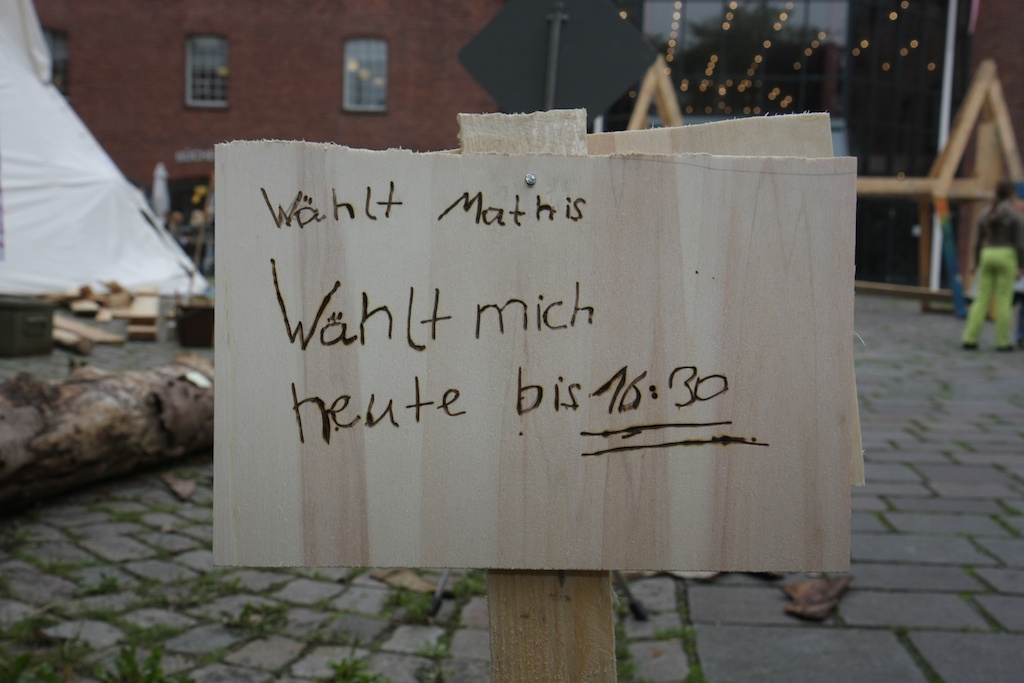 Wählt Mathis
Wählt mich
heute bis 16:30